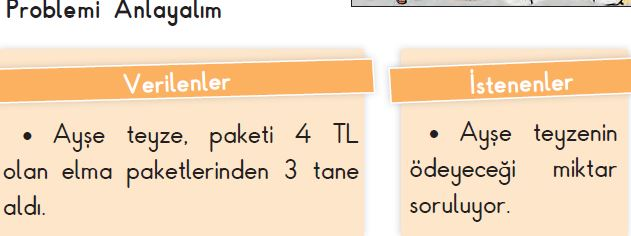 Problemi Anlayalım
Verilenler
• Ayşe teyze, paketi 4 TL
olan elma paketlerinden 3 tane
aldı.
İstenenler
• Ayşe teyzenin
ödeyeceği miktar
soruluyor.